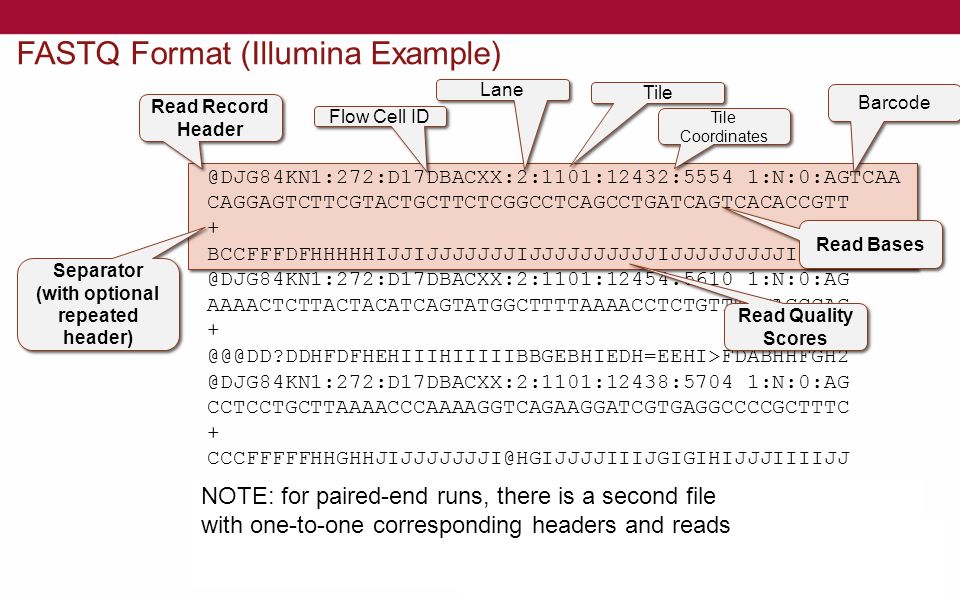 FASTQ Format (Illumina Example)
Read Record
Header
Flow Cell ID
Lane
Tile
Tile
Coordinates
Barcode
@DJG84KN1:272:D17DBACXX:2:1101:12432:5554 1:N:0:AGTCAA
CAGGAGTCTTCGTACTGCTTCTCGGCCTCAGCCTGATCAGTCACACCGTT
+
BCCFFFDFHHHHHIJJIJJJJJJJIJJJJJJJJJJIJJJJJJJJJI
Read Bases
Separator
(with optional
repeated
header)
@DJG84KN1:272:D17DBACXX:2:1101:12454:5610 1:N:0:AG
AAAACTCTTACTACATCAGTATGGCTTTTAAAACCTCTGTT
+
Read Quality
Scores
@@@DD?DDHFDFHEHIIIHIIIIIBBGEBHIEDH=EEHI>FDABHHFGH2
@DJG84KN1:272:D17DBACXX:2:1101:12438:5704 1:N:0:AG
CCTCCTGCTTAAAACCCAAAAGGTCAGAAGGATCGTGAGGCCCCGCTTTC
+
CCCFFFFFHHGHHJIJJJJJJJI@HGIJJJJIIIJGIGIHIJJJIIIIJJ
NOTE: for paired-end runs, there is a second file
with one-to-one corresponding headers and reads